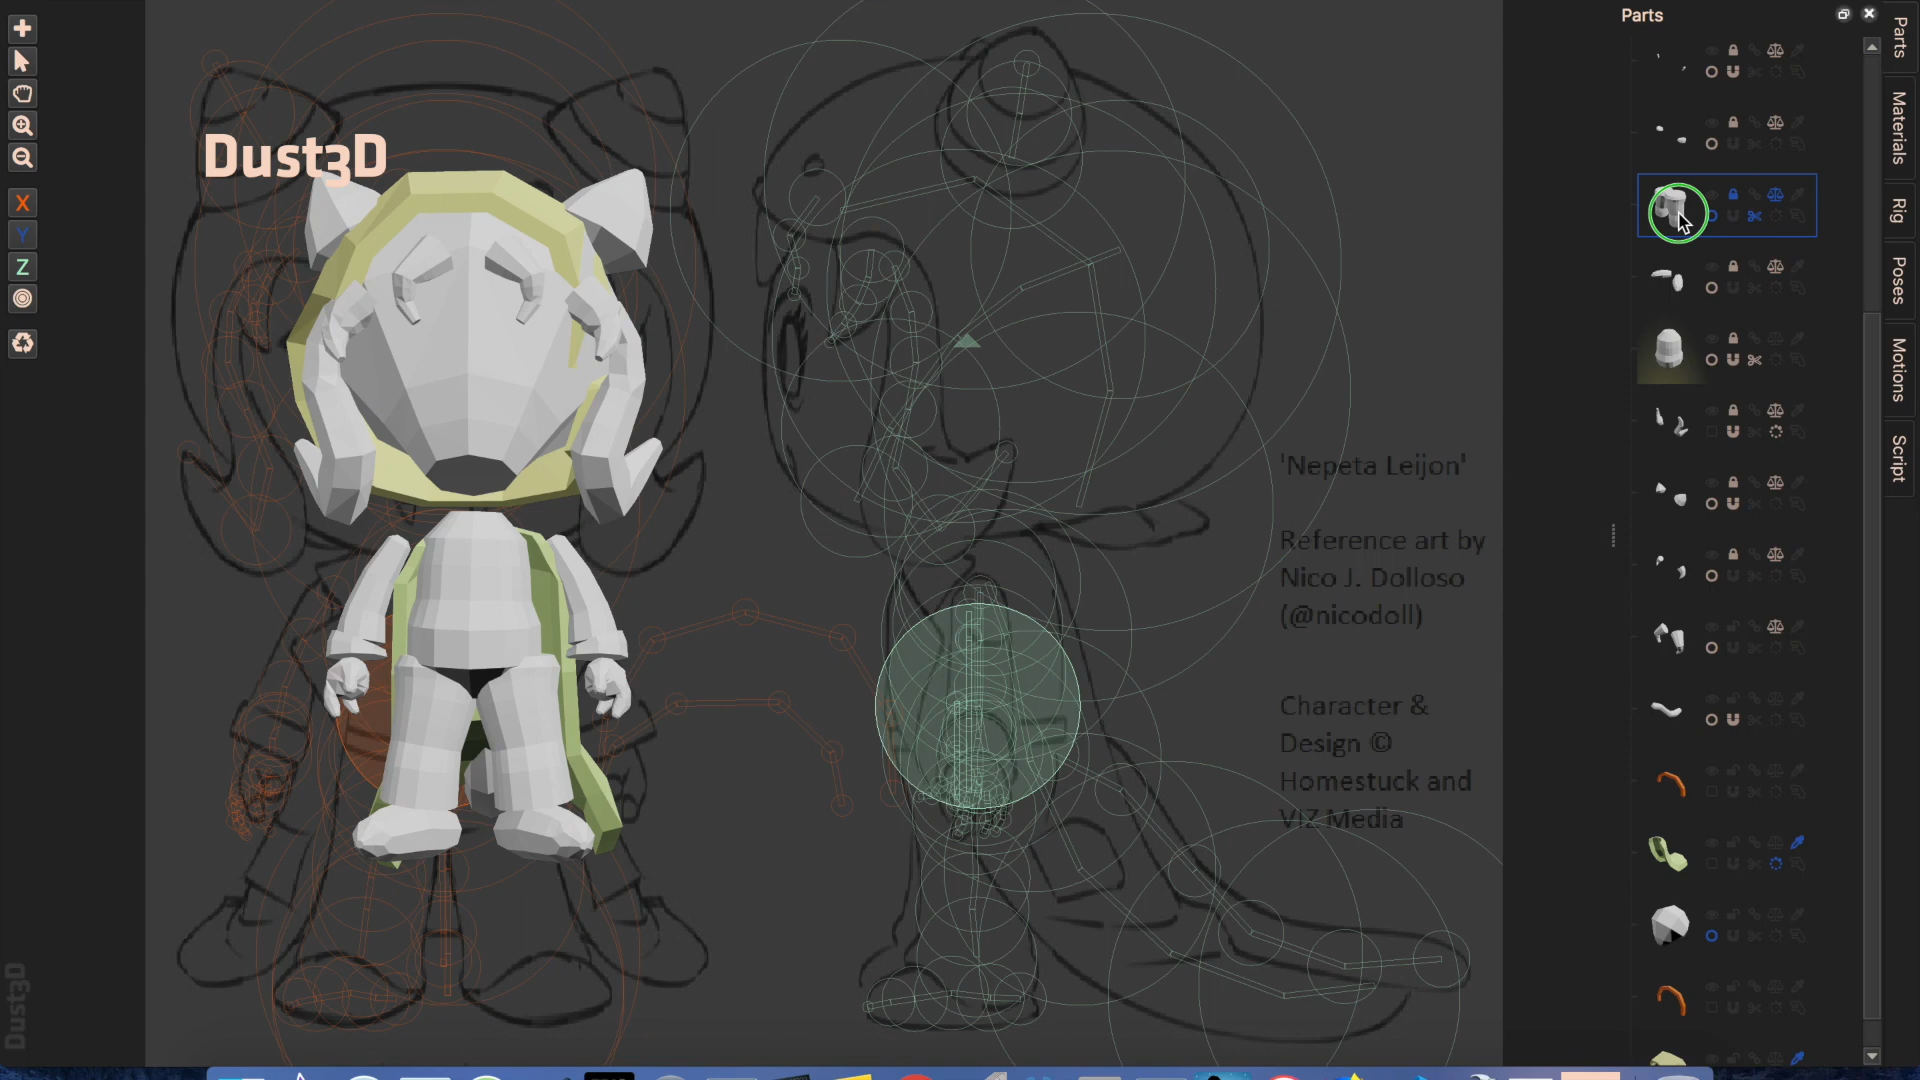 Parts
Parts
Materials
Rig
Poses
Motions
Script
X
Y
Z
Dust3D
'Nepeta Leijon'
Reference art by
Nico J. Dolloso
(@nicodoll)
Character &
Design ©
Homestuck and
VIZ Media
Dust3D